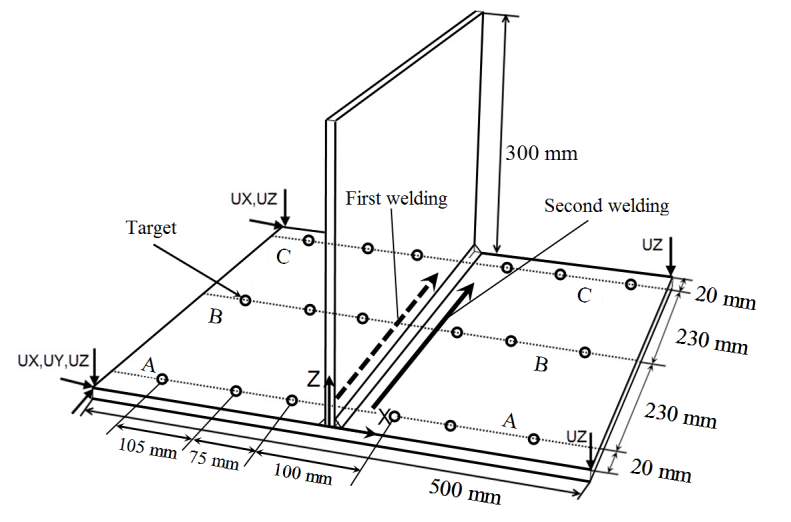 300 mm
UX,UZ
First welding
Second welding
Target
UZ
C
C
20 mm
B
230 mm
UX,UY,UZ
A
B
Z
230 mm
X
A
UZ
105 mm
75 mm
100 mm
20 mm
500 mm